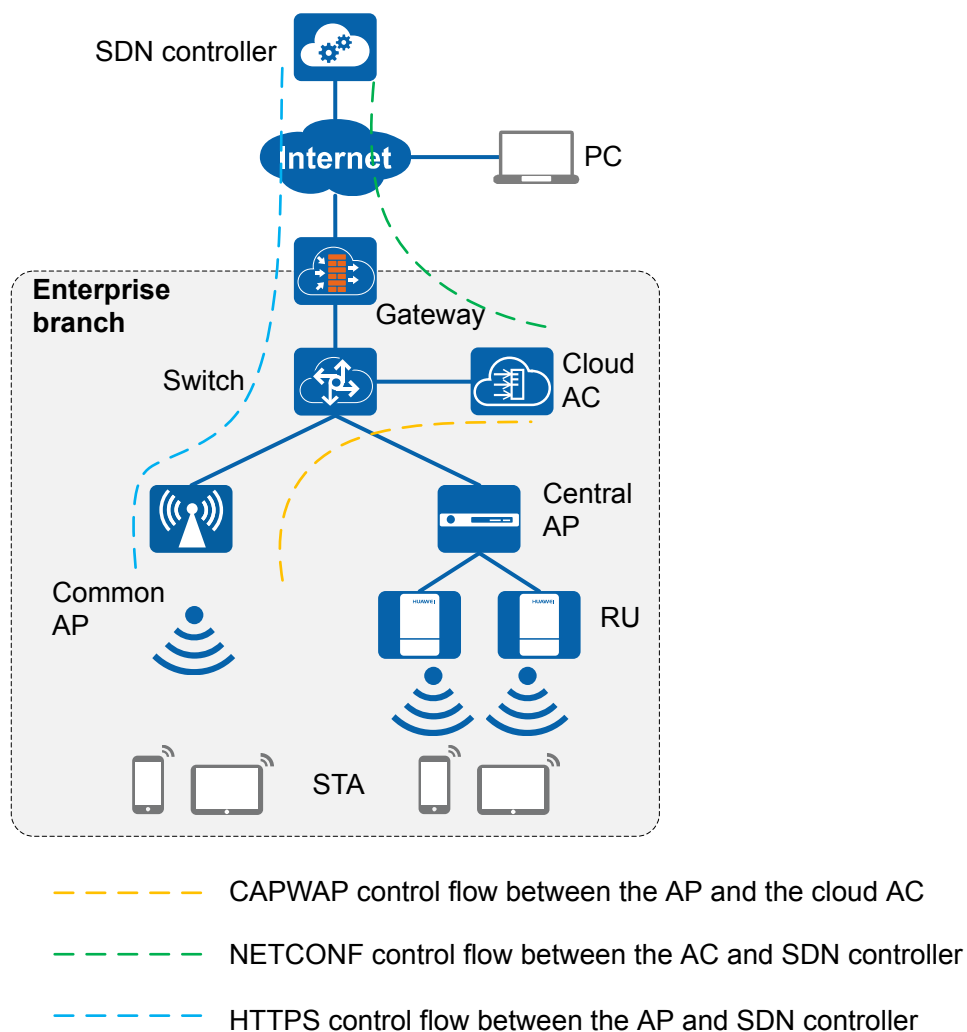 SDN controller
Internet
PC
Enterprise
branch
Gateway
Switch
Cloud
AC
Central
AP
Common
AP
HUAWEI
HUAWEI
RU
STA
CAPWAP control flow between the AP and the cloud AC
NETCONF control flow between the AC and SDN controller
HTTPS control flow between the AP and SDN controller